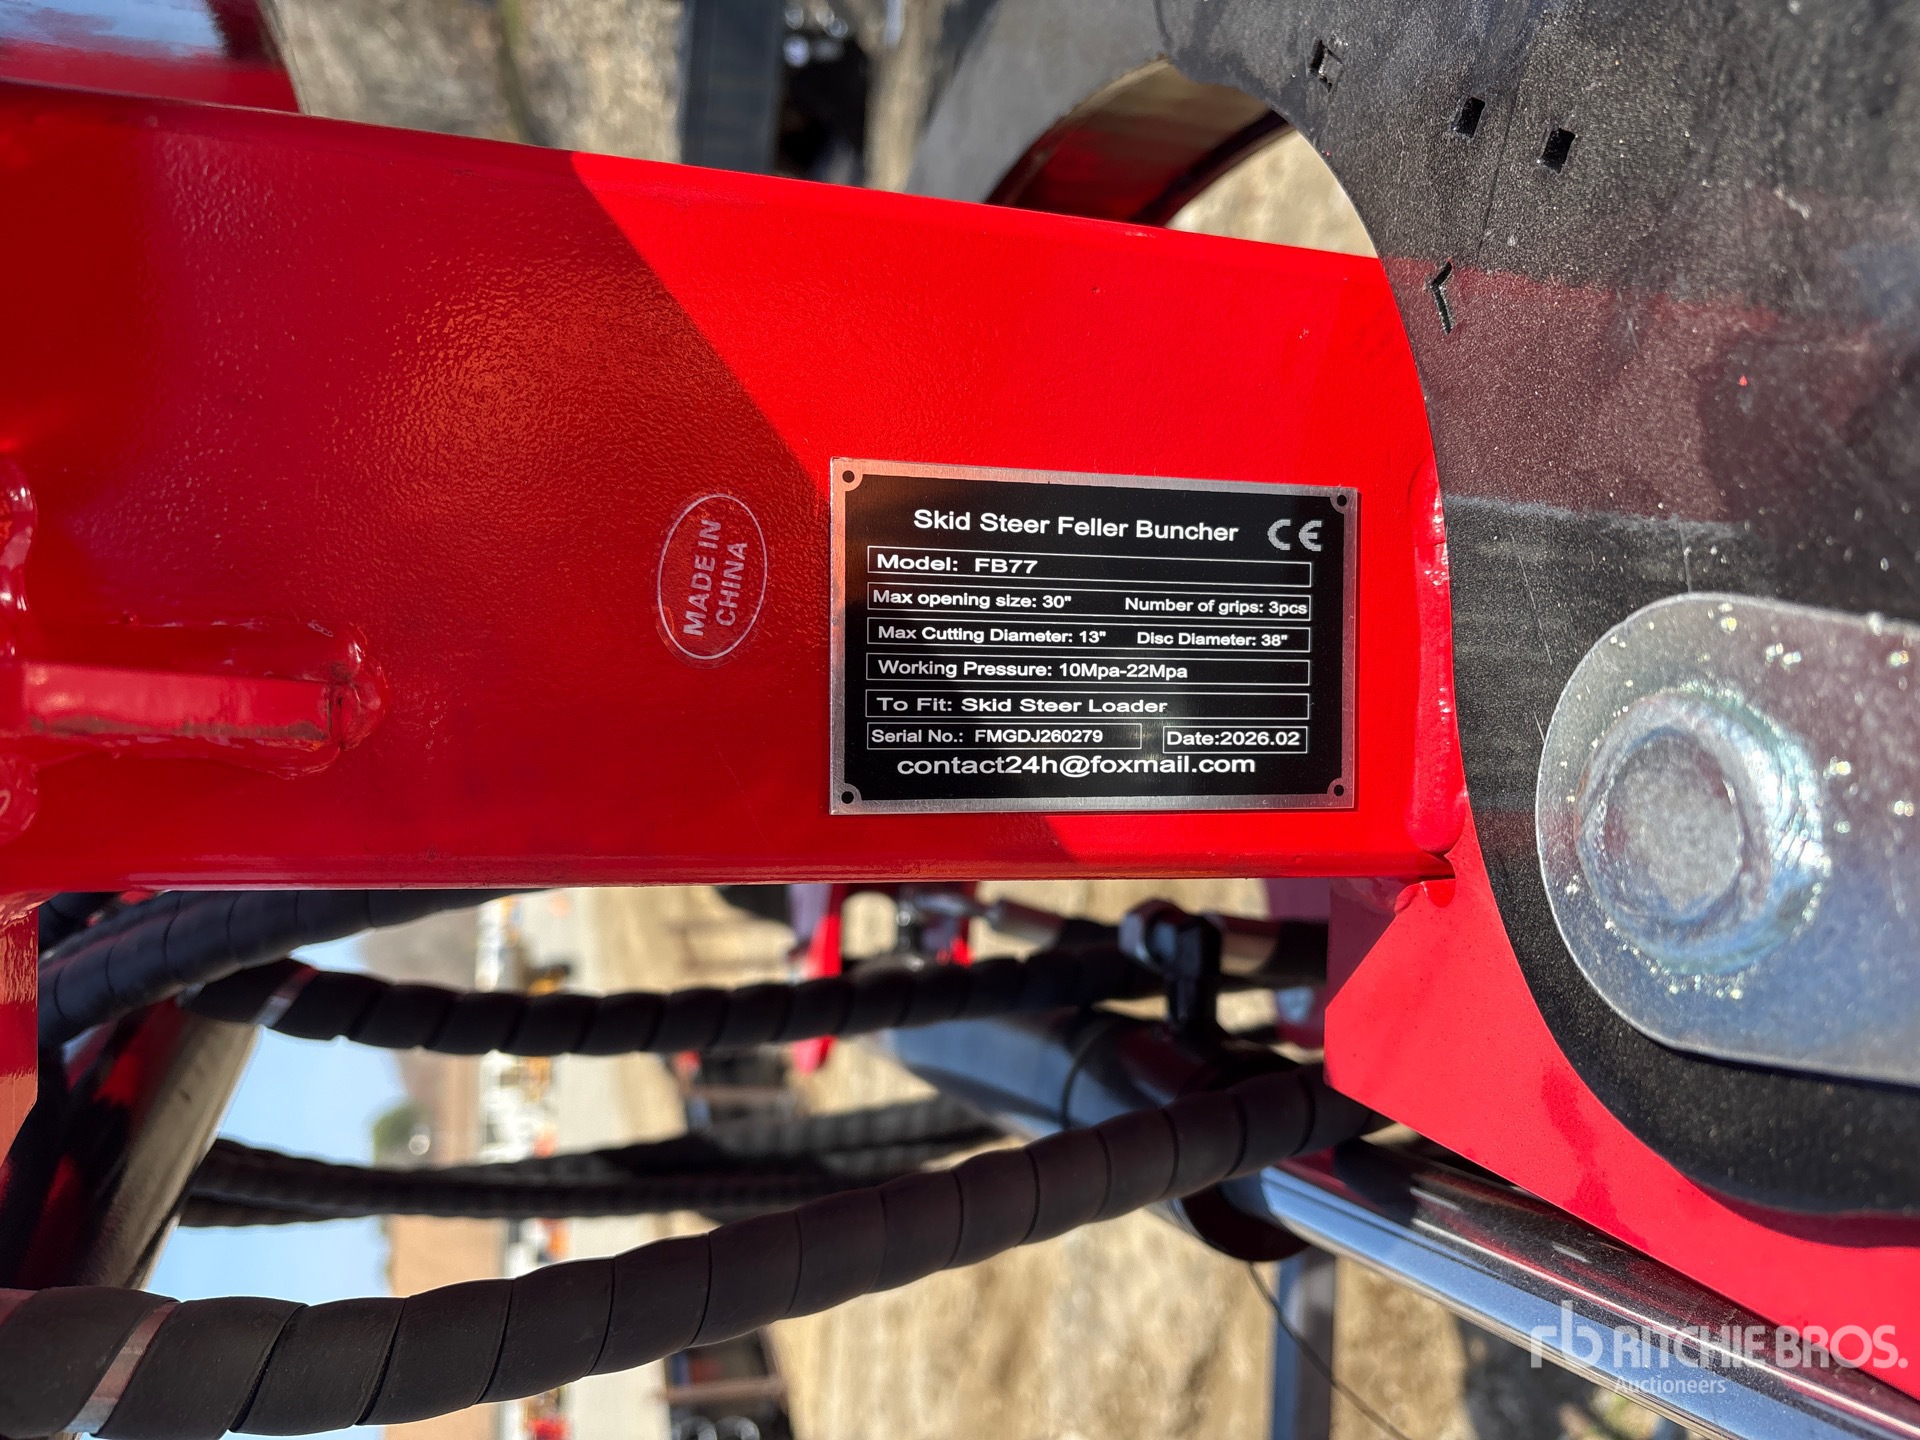 Skid Steer Feller Buncher CE
Model: FB77
Max opening size: 30" Number of grips: 3pcs
Max Cutting Diameter: 13" Disc Diameter: 38"
Working Pressure: 10Mpa-22Mpa
To Fit: Skid Steer Loader
Serial No.: FMGDJ260279 Date:2026.02
contact24h@foxmail.com
MADE IN
CHINA
rb RITCHIE BROS.
Auctioneers